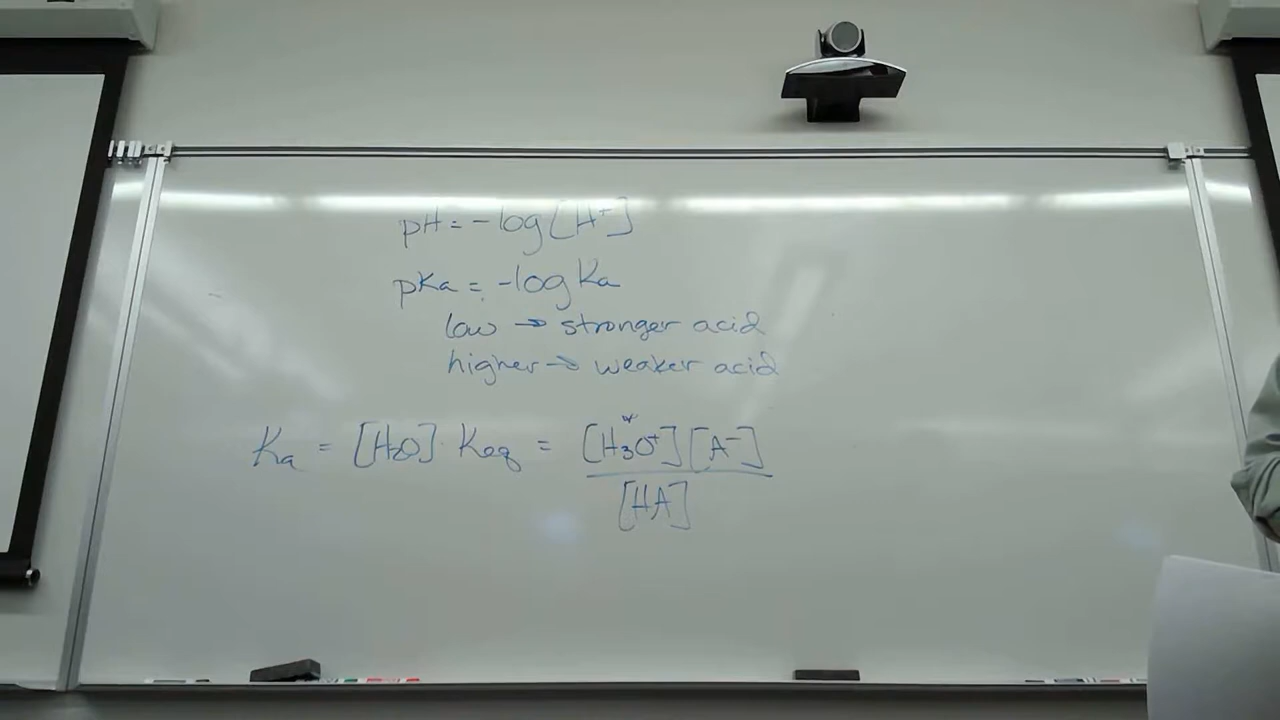 pH = -log[H⁺]
pKa = -log Ka
low → stronger acid
higher → weaker acid
Ka = [H₂O] · Keq = [H₃O⁺][A⁻]
[HA]